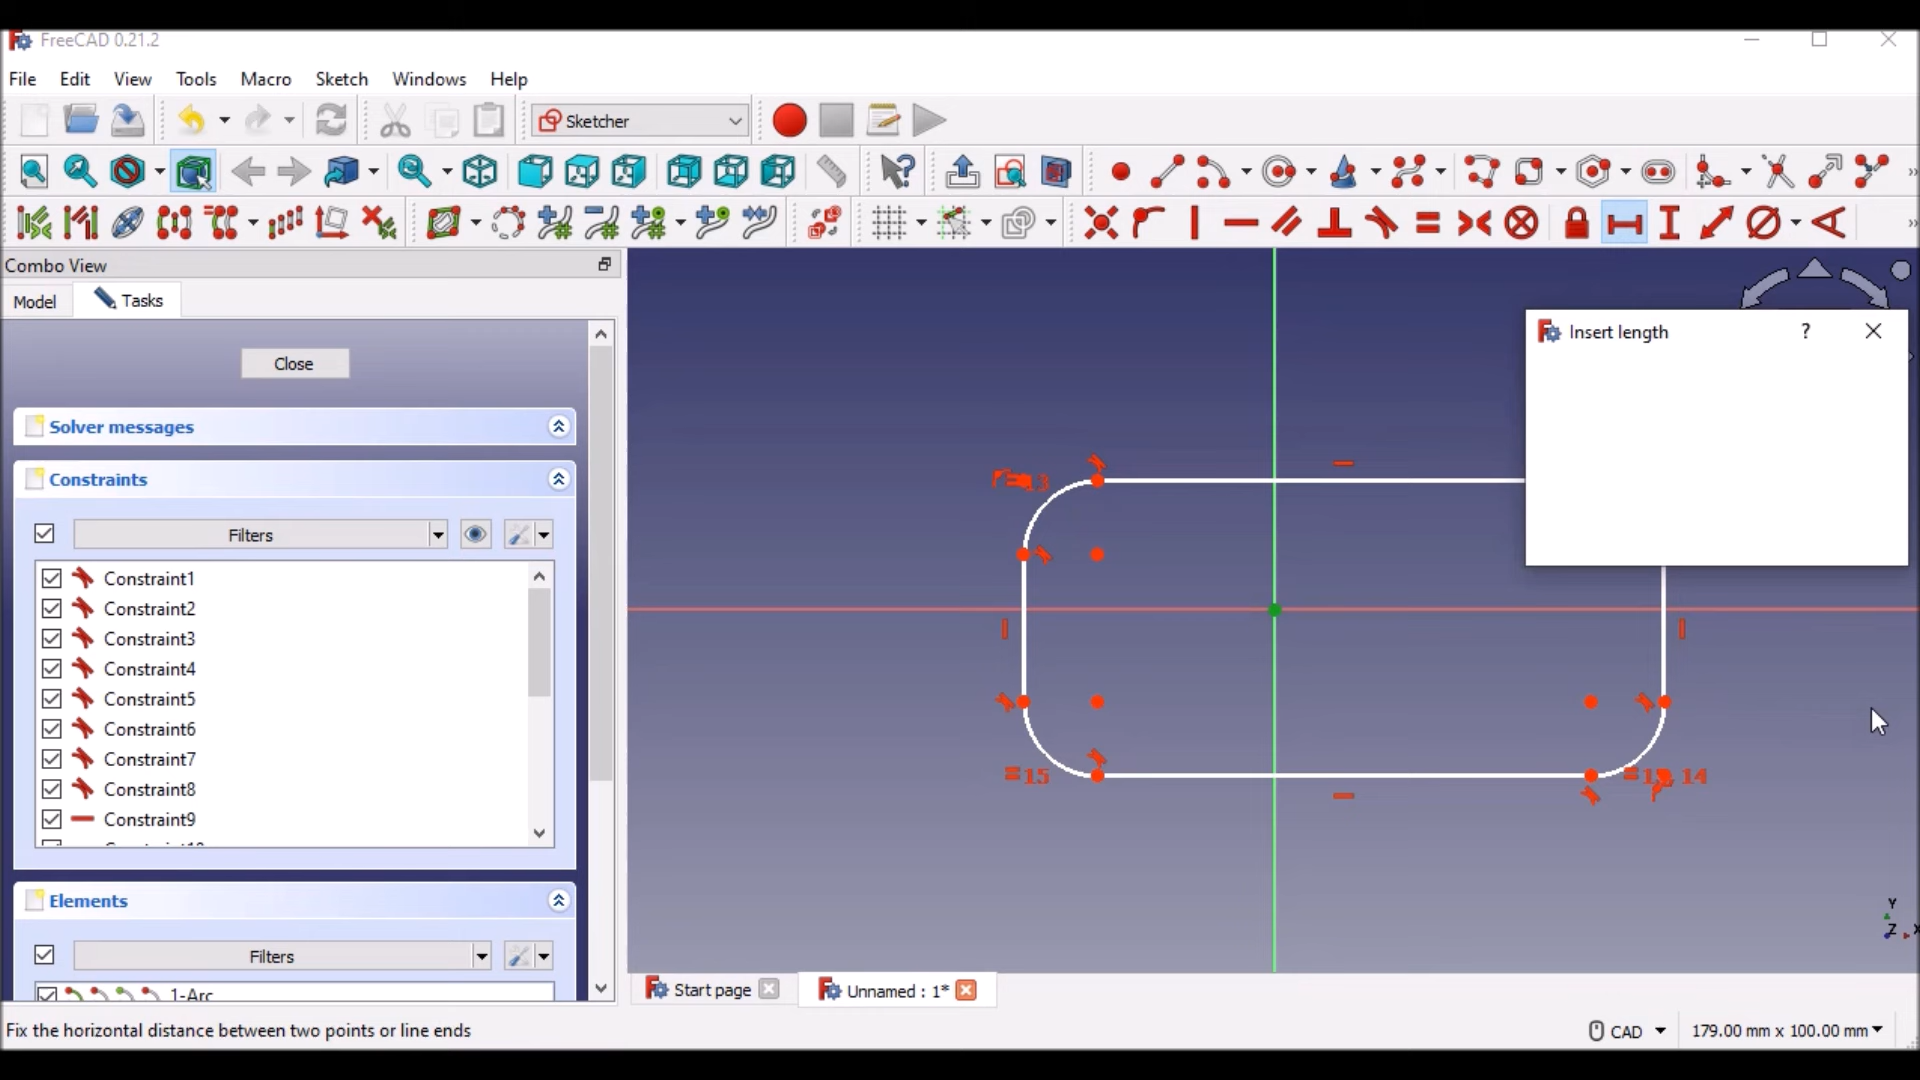 FreeCAD 0.21.2
File Edit View Tools Macro Sketch Windows Help
Sketcher
Combo View
Model Tasks
Close
Solver messages
Constraints
Filters
Constraint1
Constraint2
Constraint3
Constraint4
Constraint5
Constraint6
Constraint7
Constraint8
Constraint9
Elements
Filters
1-Arc
Insert length
?
13
=15
14
Y
Z
X
Start page
Unnamed : 1*
Fix the horizontal distance between two points or line ends
CAD
179.00 mm x 100.00 mm